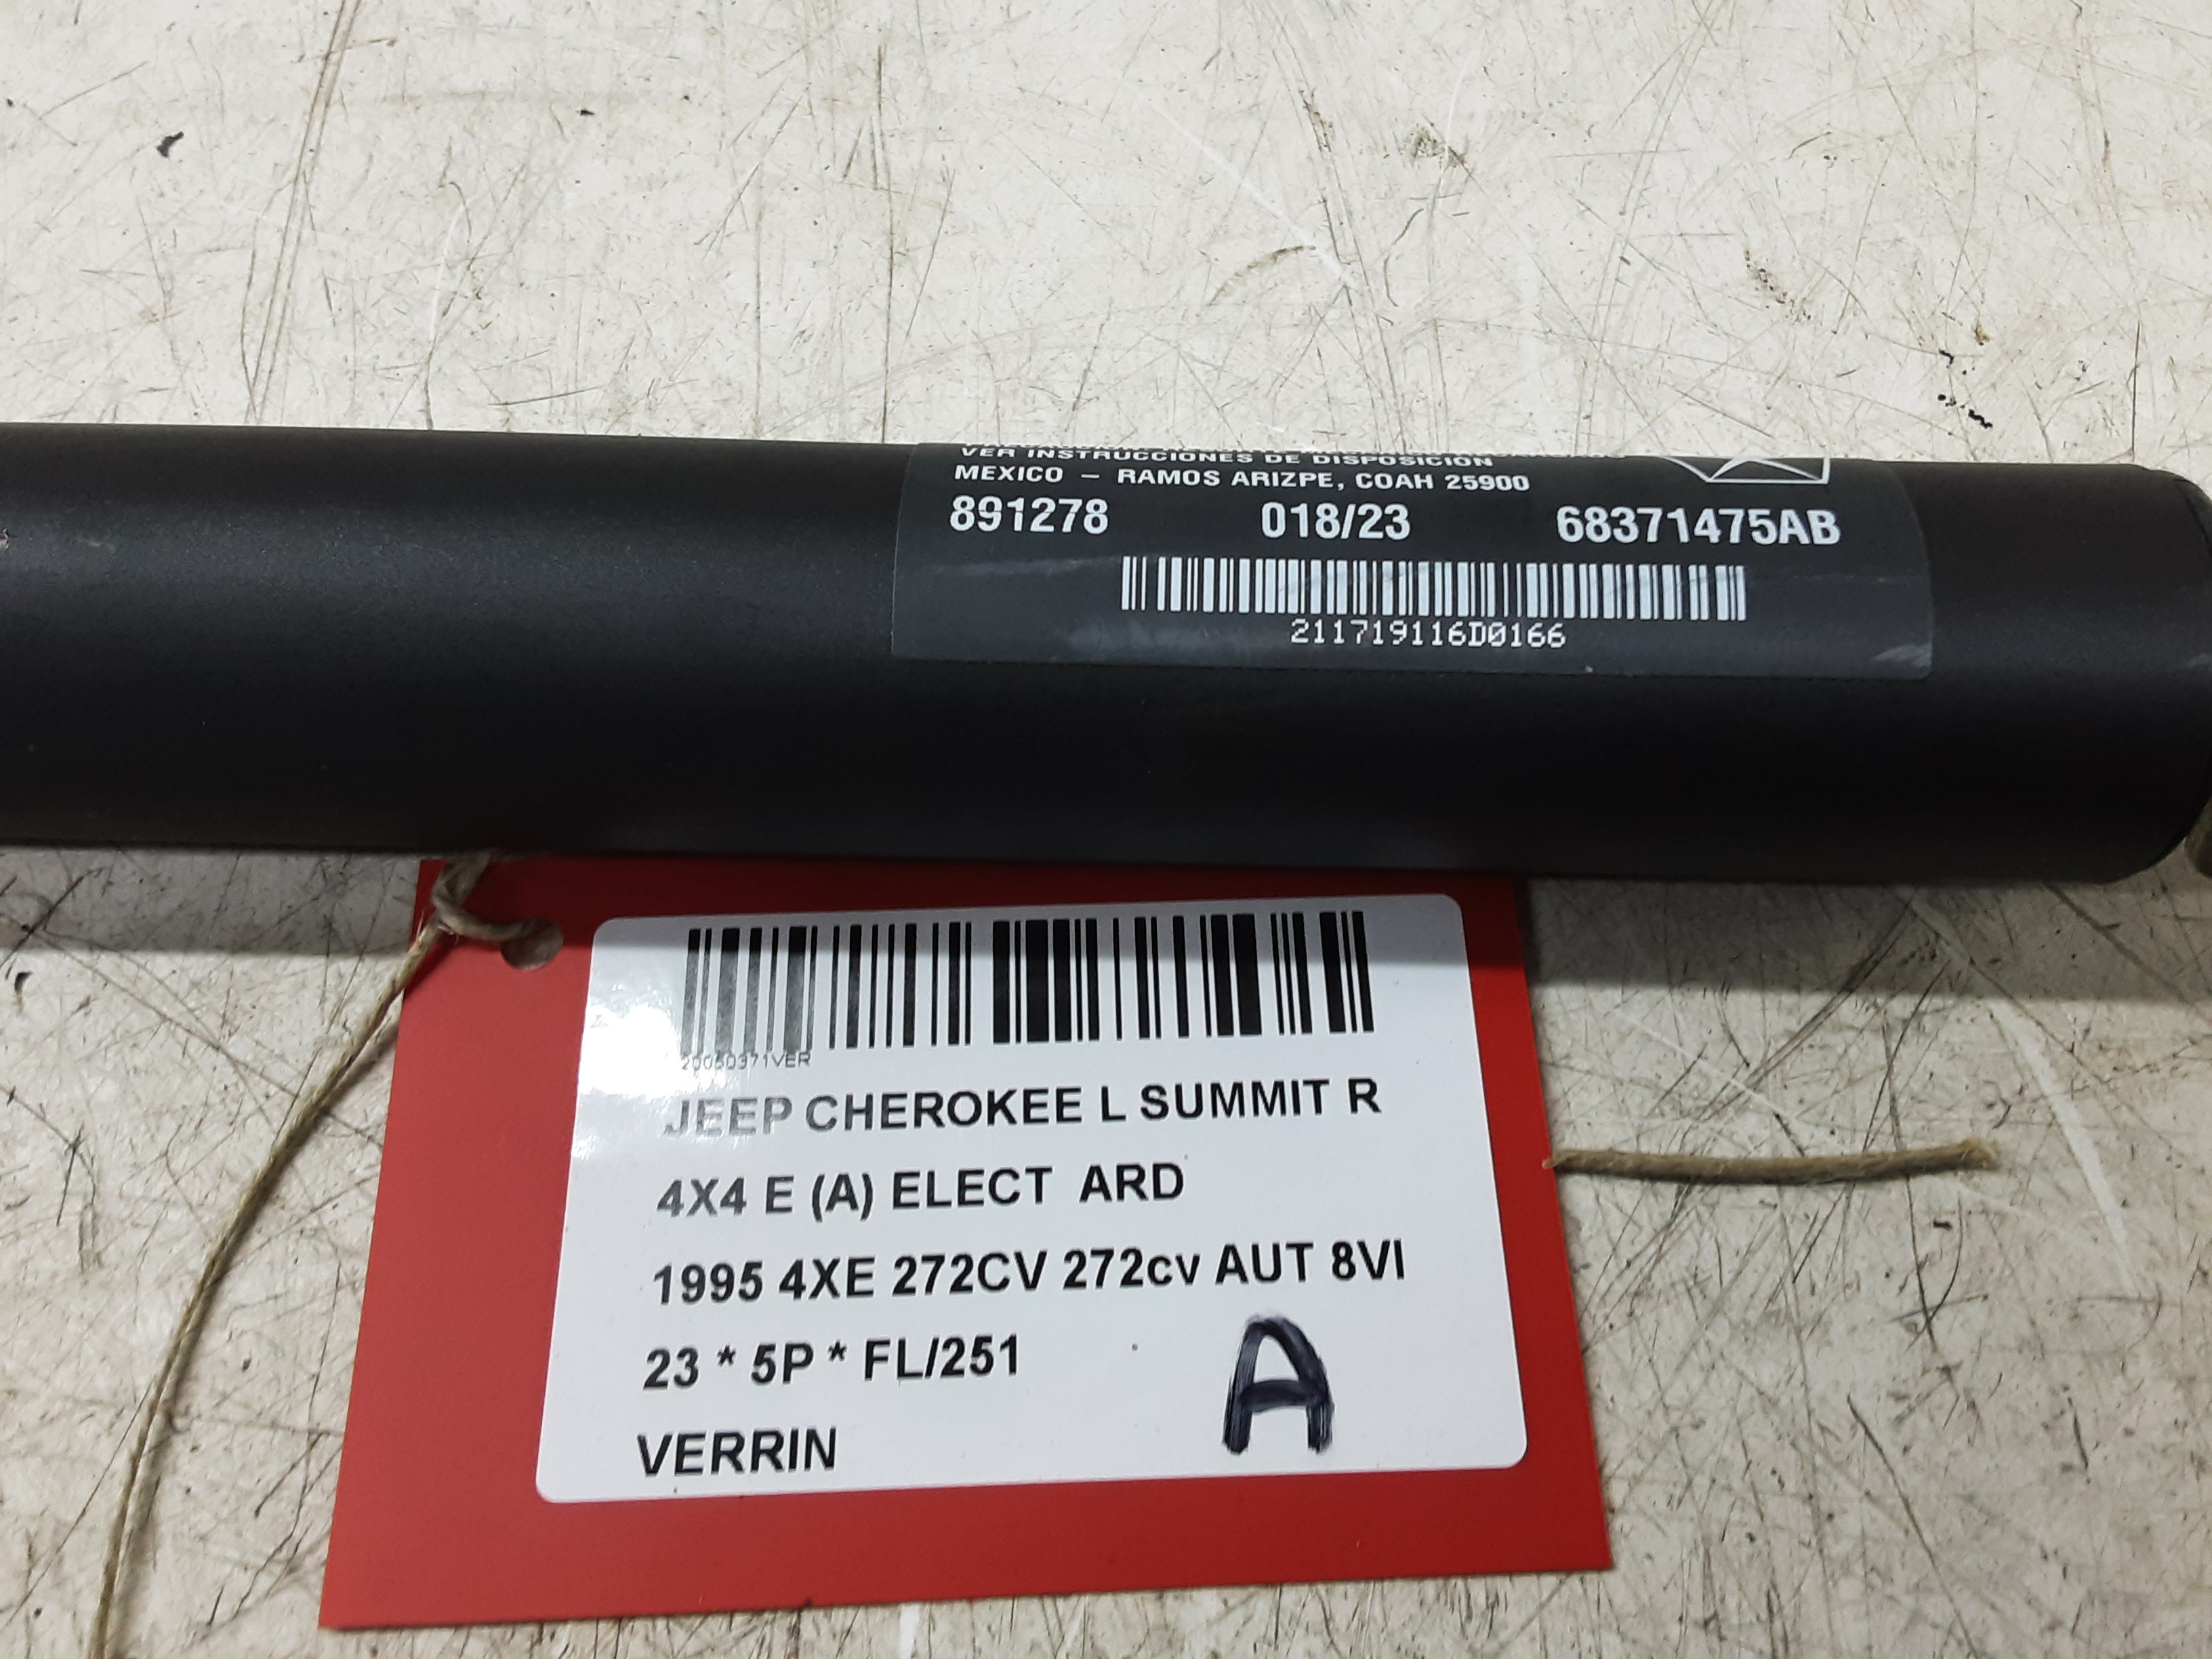 VER INSTRUCCIONES DE DISPOSICION
MEXICO – RAMOS ARIZPE, COAH 25900
891278 018/23 68371475AB
211719116D0166
20060371VER
JEEP CHEROKEE L SUMMIT R
4X4 E (A) ELECT ARD
1995 4XE 272CV 272cv AUT 8VI
23 * 5P * FL/251
VERRIN
A